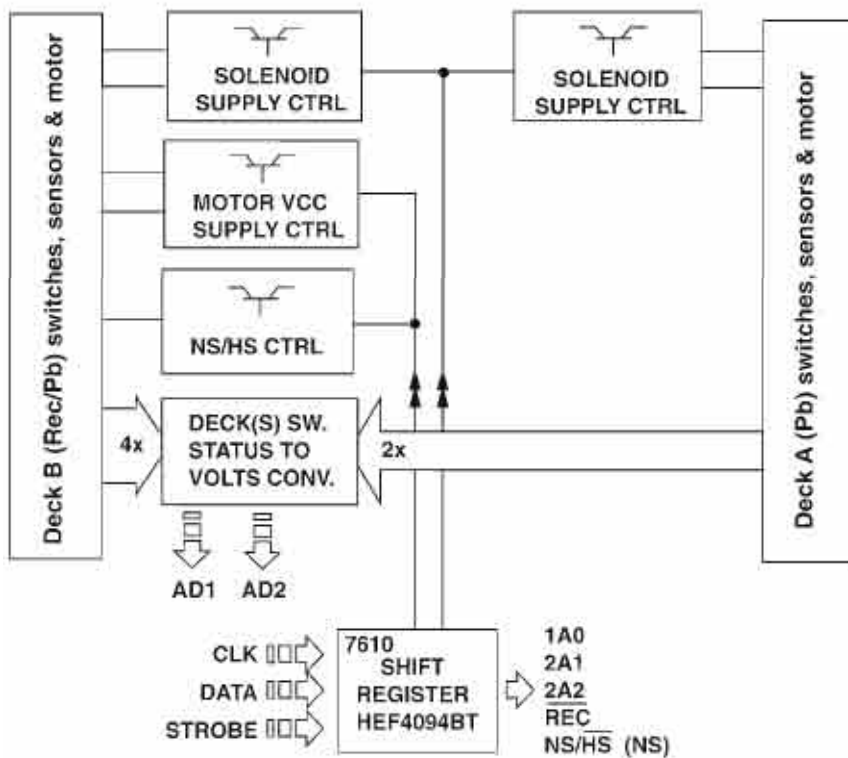 Deck B (Rec/Pb) switches, sensors & motor
SOLENOID
SUPPLY CTRL
SOLENOID
SUPPLY CTRL
Deck A (Pb) switches, sensors & motor
MOTOR VCC
SUPPLY CTRL
NS/HS CTRL
4x
DECK(S) SW.
STATUS TO
VOLTS CONV.
2x
AD1
AD2
CLK
DATA
STROBE
7610
SHIFT
REGISTER
HEF4094BT
1A0
2A1
2A2
REC
NS/HS (NS)